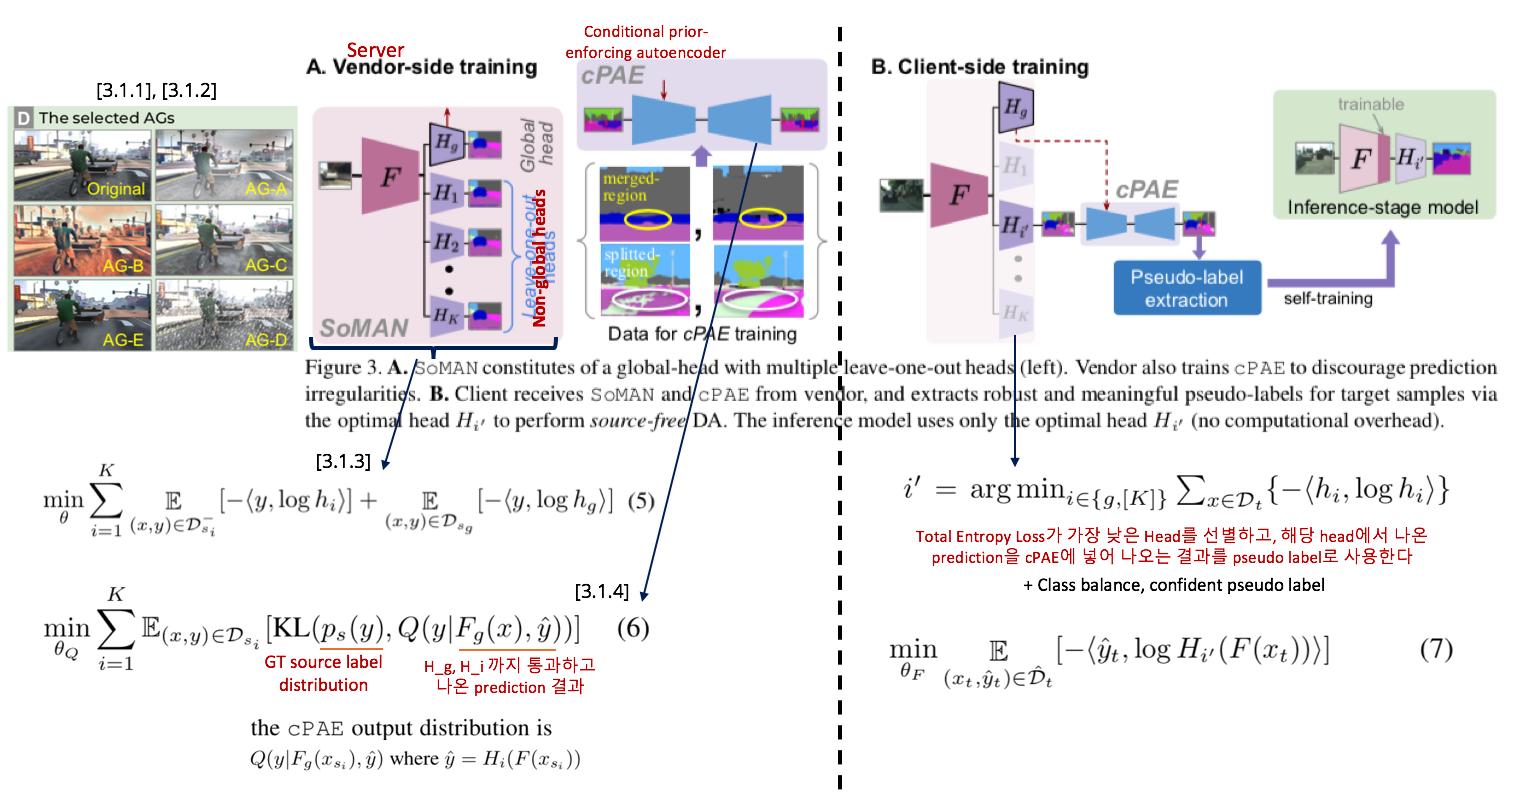 Server
Conditional prior-
enforcing autoencoder
A. Vendor-side training
B. Client-side training
[3.1.1], [3.1.2]
D The selected AGs
Original
AG-A
AG-B
AG-C
AG-E
AG-D
F
H_g
H_1
H_2
H_K
Global
head
Leave-one-out
heads
Non-global heads
SoMAN
cPAE
merged-
region
,
splitted-
region
,
Data for cPAE training
F
H_g
H_1
H_{i'}
H_K
cPAE
Pseudo-label
extraction
self-training
trainable
F
H_{i'}
Inference-stage model
Figure 3. A. SoMAN constitutes of a global-head with multiple leave-one-out heads (left). Vendor also trains cPAE to discourage prediction
irregularities. B. Client receives SoMAN and cPAE from vendor, and extracts robust and meaningful pseudo-labels for target samples via
the optimal head H_{i'} to perform source-free DA. The inference model uses only the optimal head H_{i'} (no computational overhead).
[3.1.3]
\min_{\theta} \sum_{i=1}^{K} \mathbb{E}_{(x,y)\in\mathcal{D}_{s_i}^{-}} [-\langle y, \log h_i\rangle] + \mathbb{E}_{(x,y)\in\mathcal{D}_{s_g}} [-\langle y, \log h_g\rangle] (5)
[3.1.4]
\min_{\theta_Q} \sum_{i=1}^{K} \mathbb{E}_{(x,y)\in\mathcal{D}_{s_i}} [KL(p_s(y), Q(y|F_g(x), \hat{y}))] (6)
GT source label
distribution
H_g, H_i 까지 통과하고
나온 prediction 결과
the cPAE output distribution is
Q(y|F_g(x_{s_i}), \hat{y}) where \hat{y} = H_i(F(x_{s_i}))
i' = \arg\min_{i\in\{g,[K]\}} \sum_{x\in\mathcal{D}_t} \{-\langle h_i, \log h_i\rangle\}
Total Entropy Loss가 가장 낮은 Head를 선별하고, 해당 head에서 나온
prediction을 cPAE에 넣어 나오는 결과를 pseudo label로 사용한다
+ Class balance, confident pseudo label
\min_{\theta_F} \mathbb{E}_{(x_t,\hat{y}_t)\in\hat{\mathcal{D}}_t} [-\langle \hat{y}_t, \log H_{i'}(F(x_t))\rangle] (7)